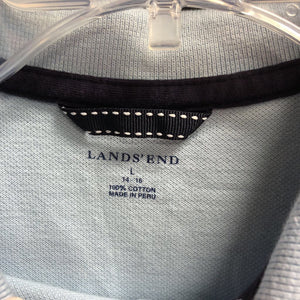 LANDS' END
L
14 - 16
100% COTTON
MADE IN PERU